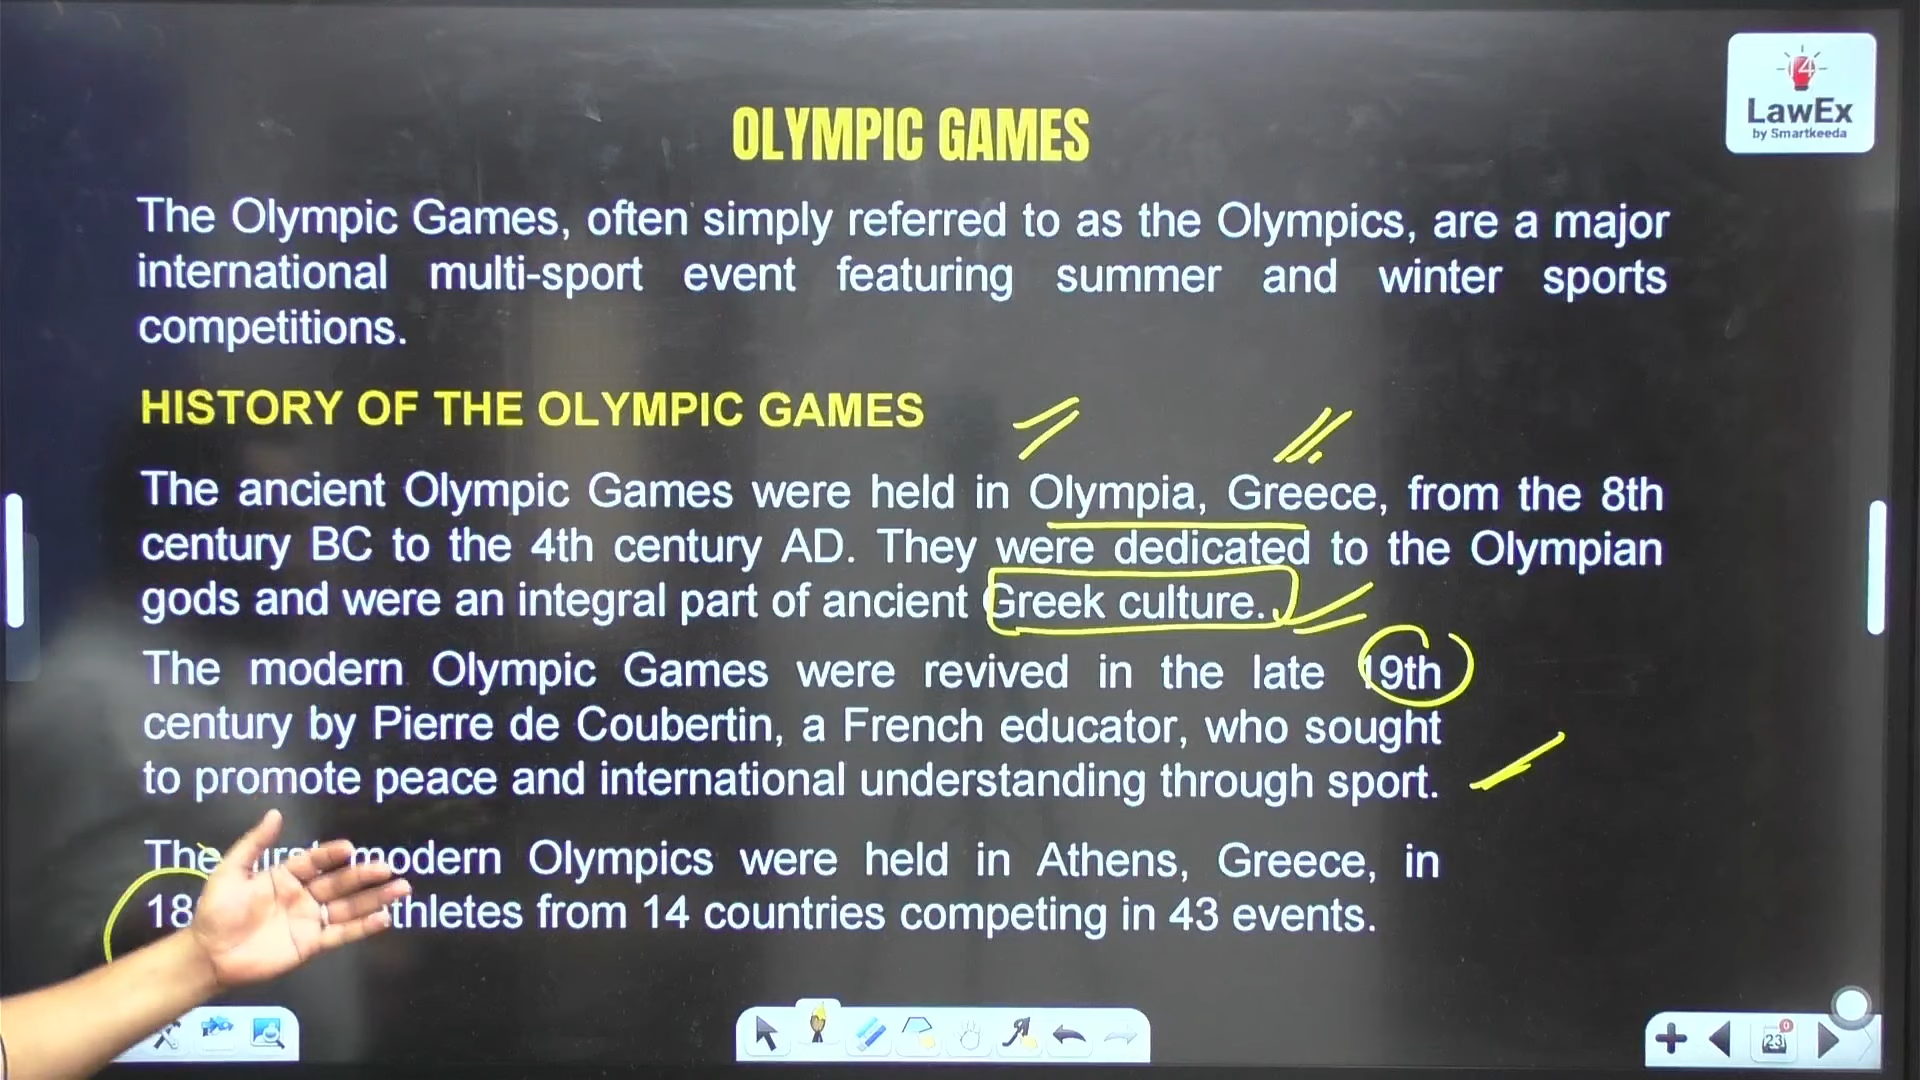 14
LawEx
by Smartkeeda
OLYMPIC GAMES
The Olympic Games, often simply referred to as the Olympics, are a major
international multi-sport event featuring summer and winter sports
competitions.
HISTORY OF THE OLYMPIC GAMES
The ancient Olympic Games were held in Olympia, Greece, from the 8th
century BC to the 4th century AD. They were dedicated to the Olympian
gods and were an integral part of ancient Greek culture.
The modern Olympic Games were revived in the late 19th
century by Pierre de Coubertin, a French educator, who sought
to promote peace and international understanding through sport.
The modern Olympics were held in Athens, Greece, in
from 14 countries competing in 43 events.
23
0